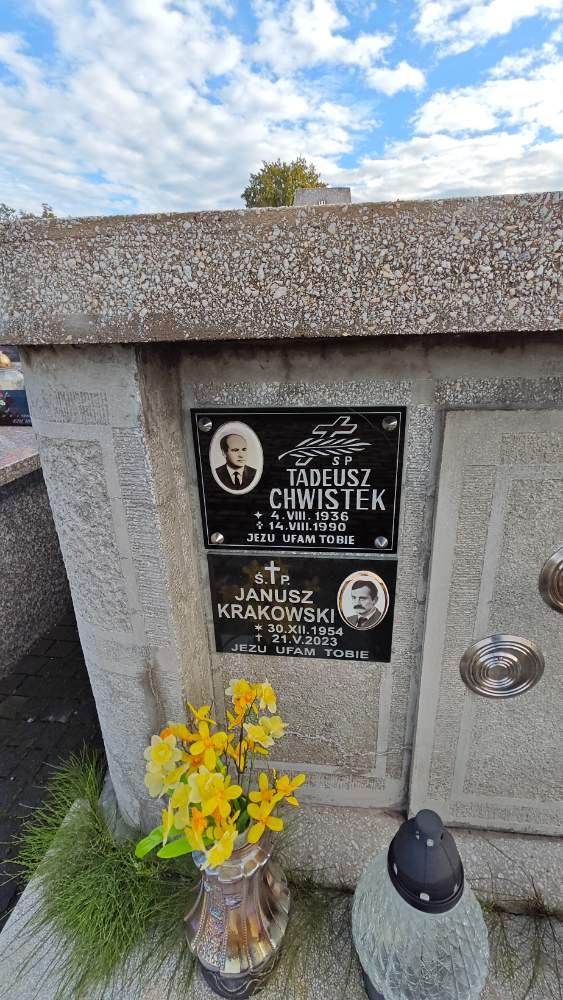 Ś P
TADEUSZ
CHWISTEK
✦ 4.VIII.1936
✝ 14.VIII.1990
JEZU UFAM TOBIE
Ś.✝P.
JANUSZ
KRAKOWSKI
✶ 30.XII.1954
✝ 21.V.2023
JEZU UFAM TOBIE